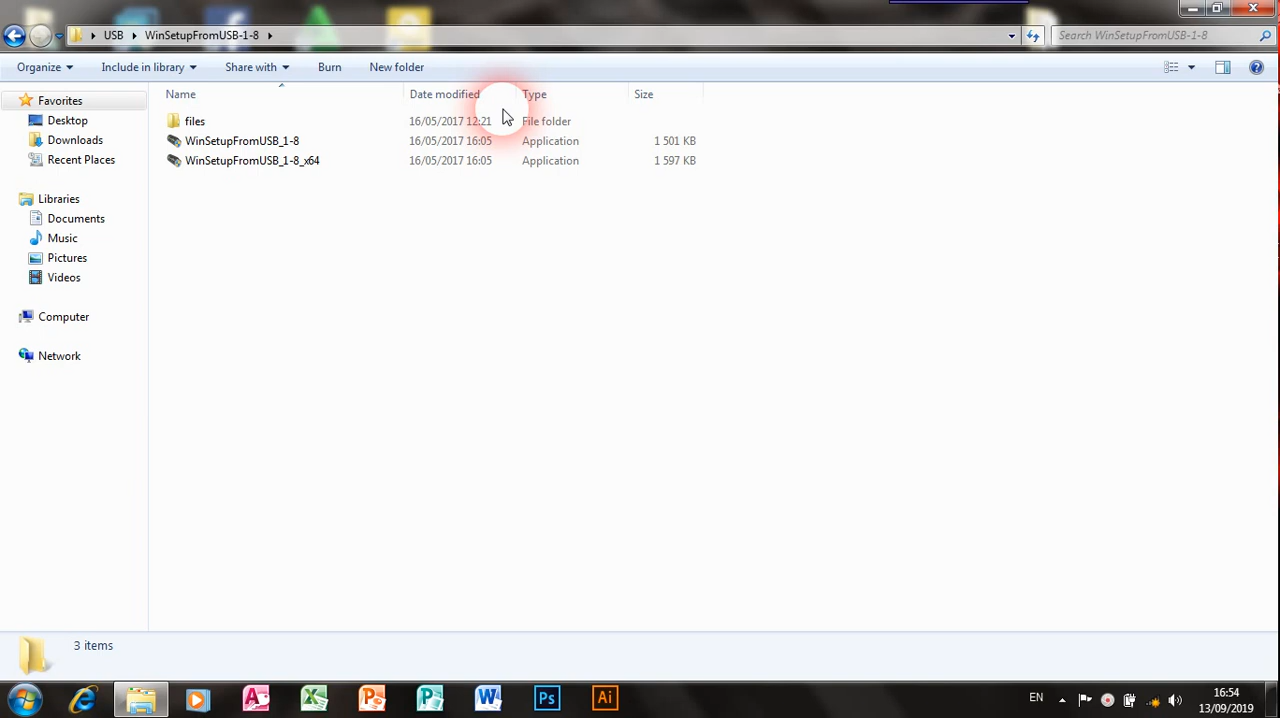 USB WinSetupFromUSB-1-8 Search WinSetupFromUSB-1-8
Organize Include in library Share with Burn New folder
Name Date modified Type Size
Favorites
Desktop
Downloads
Recent Places
Libraries
Documents
Music
Pictures
Videos
Computer
Network
files 16/05/2017 12:21 File folder
WinSetupFromUSB_1-8 16/05/2017 16:05 Application 1 501 KB
WinSetupFromUSB_1-8_x64 16/05/2017 16:05 Application 1 597 KB
3 items
Ps
Ai
EN
16:54
13/09/2019